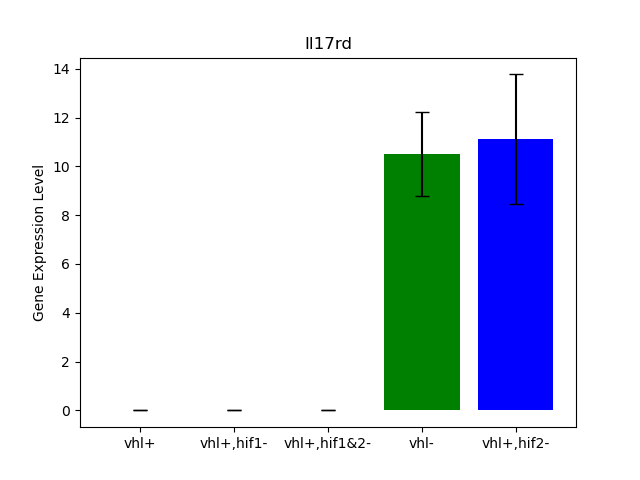 Il17rd
Gene Expression Level
14
12
10
8
6
4
2
0
vhl+
vhl+,hif1-
vhl+,hif1&2-
vhl-
vhl+,hif2-